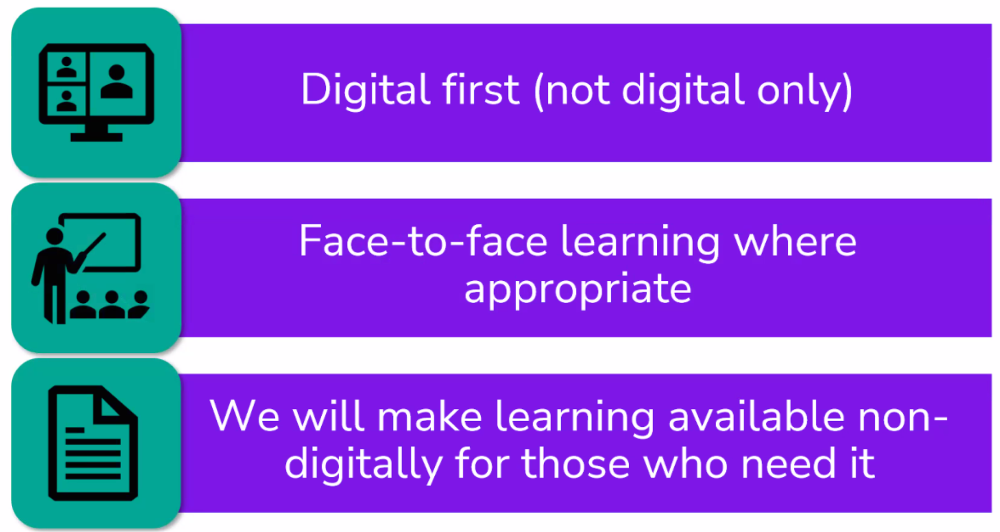 Digital first (not digital only)
Face-to-face learning where
appropriate
We will make learning available non-
digitally for those who need it